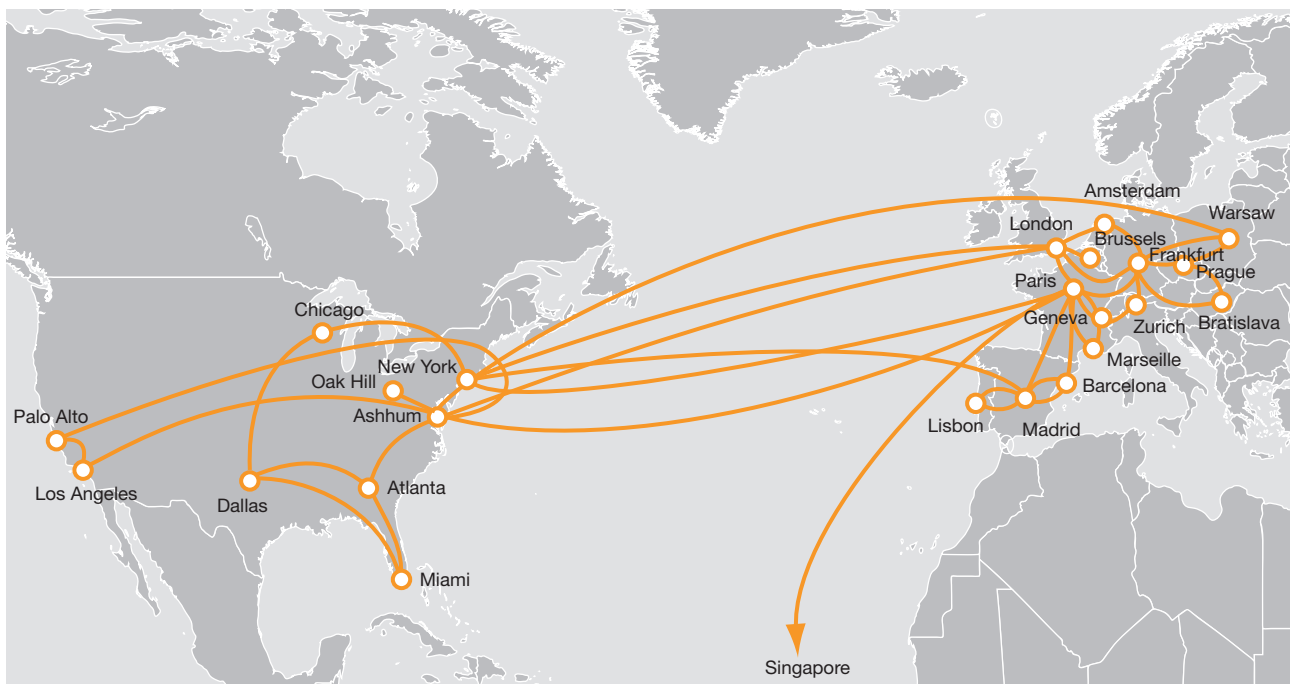 Amsterdam
London
Warsaw
Brussels
Frankfurt
Prague
Paris
Chicago
Geneva
Zurich
Bratislava
New York
Marseille
Oak Hill
Barcelona
Palo Alto
Ashhum
Lisbon
Madrid
Los Angeles
Atlanta
Dallas
Miami
Singapore